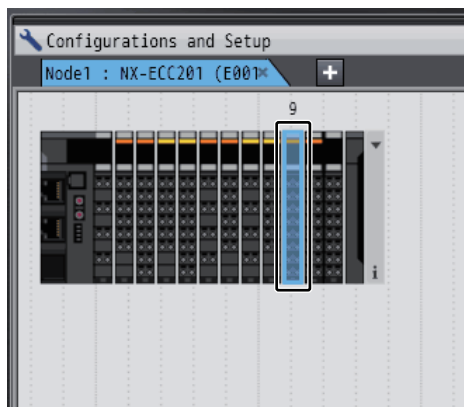 Configurations and Setup
Node1 : NX-ECC201 (E001
9
i